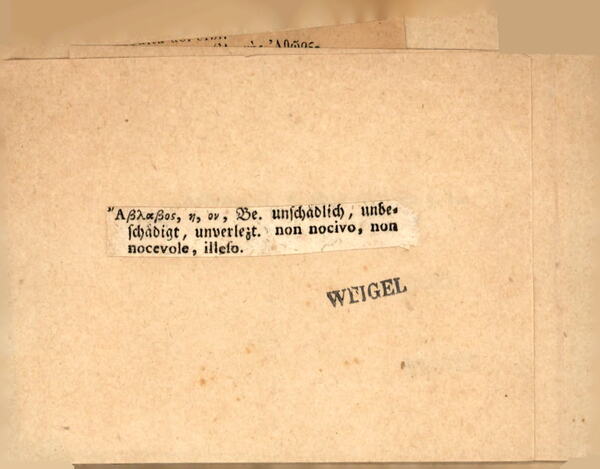 Ἄβλαβος, η, ον, Be. unschädlich, unbe-
schädigt, unverlezt. non nocivo, non
nocevole, illeso.
WEIGEL